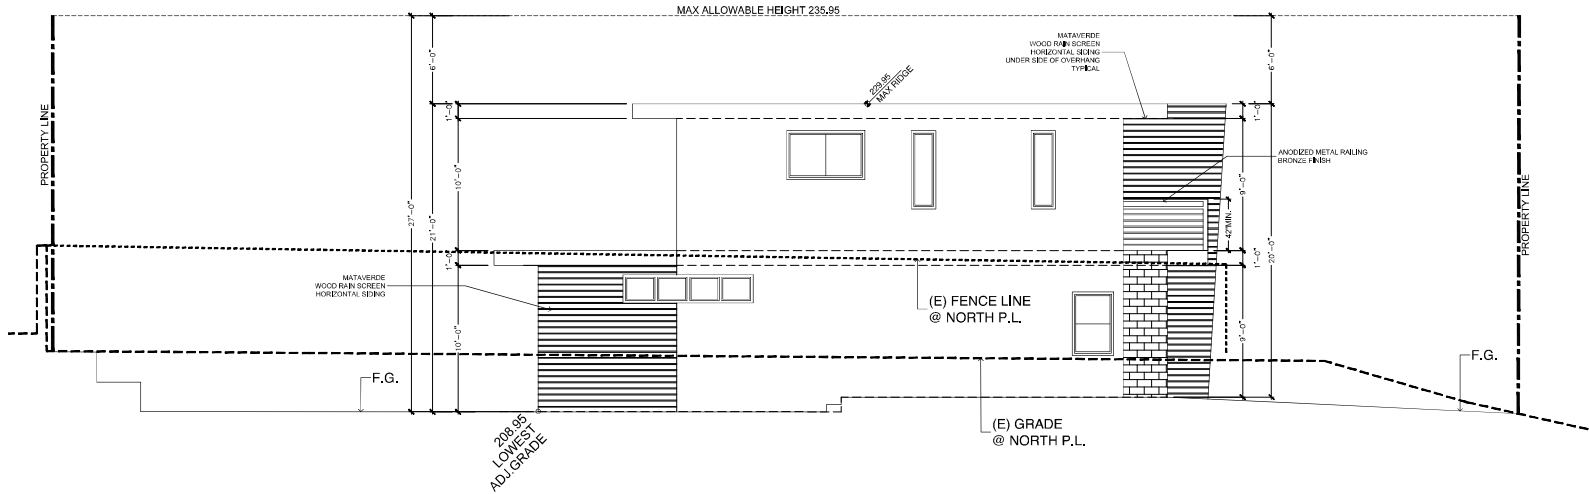 MAX ALLOWABLE HEIGHT 235.95
MATAVERDE
WOOD RAIN SCREEN
HORIZONTAL SIDING
UNDER SIDE OF OVERHANG
TYPICAL
6'-0"
6'-0"
229.95
MAX RIDGE
1'-0"
1'-0"
PROPERTY LINE
ANODIZED METAL RAILING
BRONZE FINISH
PROPERTY LINE
10'-0"
9'-0"
27'-0"
21'-0"
42"MIN.
20'-0"
1'-0"
1'-0"
MATAVERDE
WOOD RAIN SCREEN
HORIZONTAL SIDING
(E) FENCE LINE
@ NORTH P.L.
10'-0"
9'-0"
F.G.
F.G.
208.95
LOWEST
ADJ.GRADE
(E) GRADE
@ NORTH P.L.